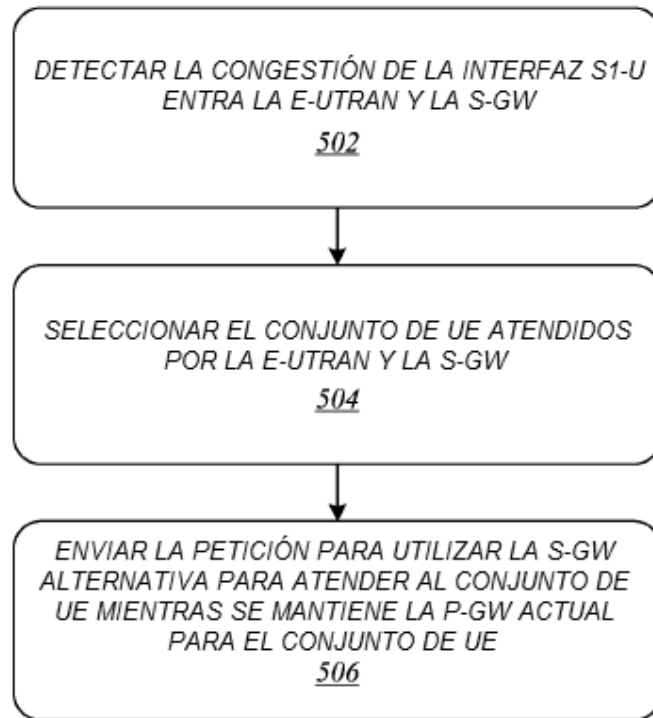 DETECTAR LA CONGESTIÓN DE LA INTERFAZ S1-U
ENTRA LA E-UTRAN Y LA S-GW
502
SELECCIONAR EL CONJUNTO DE UE ATENDIDOS
POR LA E-UTRAN Y LA S-GW
504
ENVIAR LA PETICIÓN PARA UTILIZAR LA S-GW
ALTERNATIVA PARA ATENDER AL CONJUNTO DE
UE MIENTRAS SE MANTIENE LA P-GW ACTUAL
PARA EL CONJUNTO DE UE
506